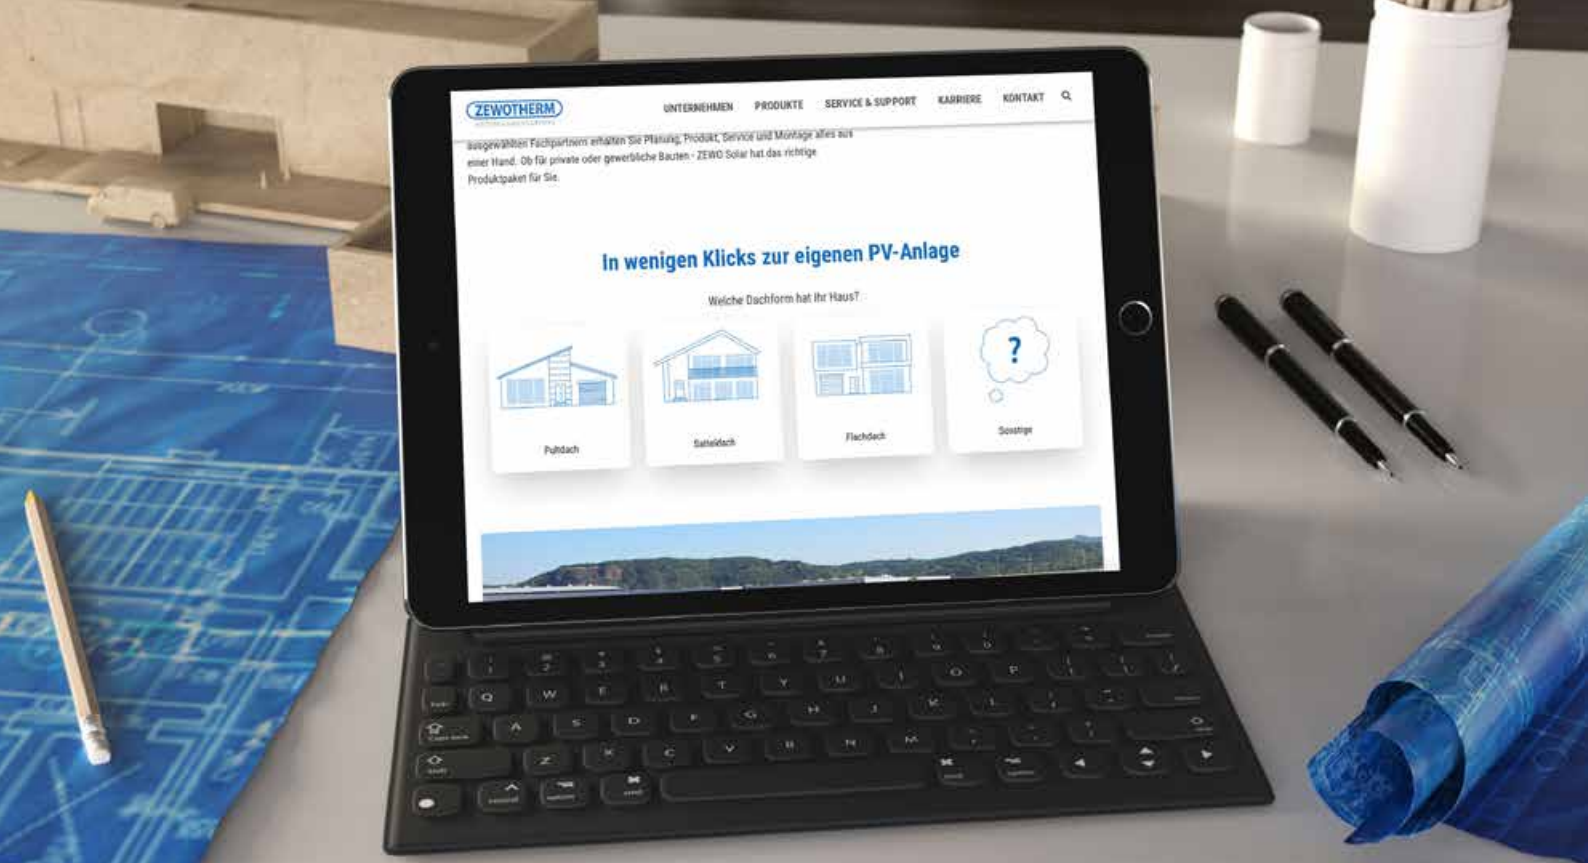 ZEWOTHERM
UNTERNEHMEN PRODUKTE SERVICE & SUPPORT KARRIERE KONTAKT
ausgewählten Fachpartnern erhalten Sie Planung, Produkt, Service und Montage alles aus
einer Hand. Ob für private oder gewerbliche Bauten - ZEWO Solar hat das richtige
Produktpaket für Sie.
In wenigen Klicks zur eigenen PV-Anlage
Welche Dachform hat Ihr Haus?
?
Pultdach Satteldach Flachdach Sonstige
Q W E R T Y U I O P
A S D F G H J K L
Z X C V B N M